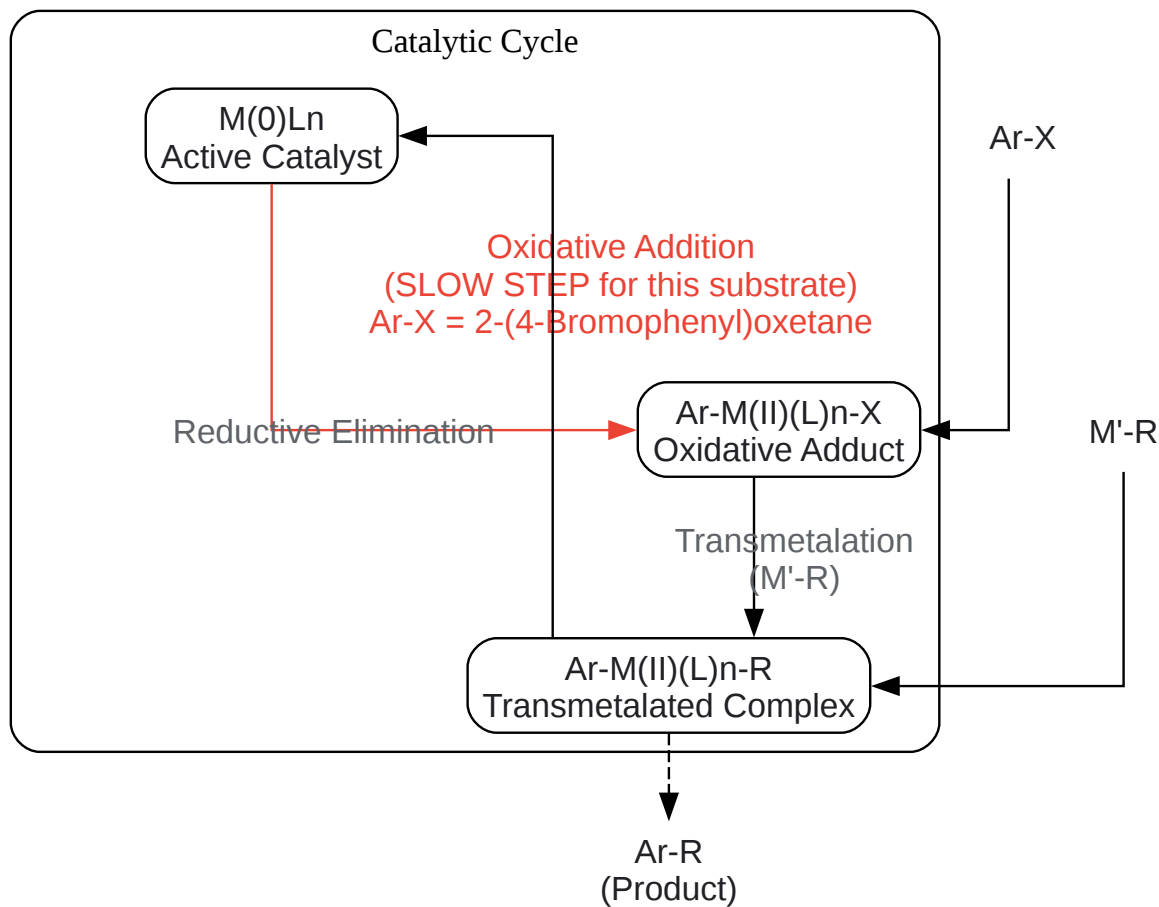 Catalytic Cycle
M(0)Ln
Active Catalyst
Ar-X
Oxidative Addition
(SLOW STEP for this substrate)
Ar-X = 2-(4-Bromophenyl)oxetane
Reductive Elimination
Ar-M(II)(L)n-X
Oxidative Adduct
M'-R
Transmetalation
(M'-R)
Ar-M(II)(L)n-R
Transmetalated Complex
Ar-R
(Product)